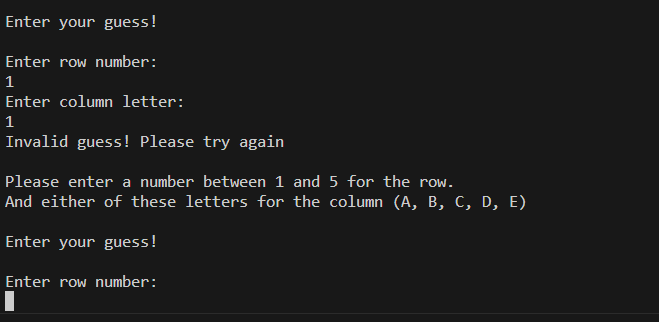 Enter your guess!
Enter row number:
1
Enter column letter:
1
Invalid guess! Please try again
Please enter a number between 1 and 5 for the row.
And either of these letters for the column (A, B, C, D, E)
Enter your guess!
Enter row number: